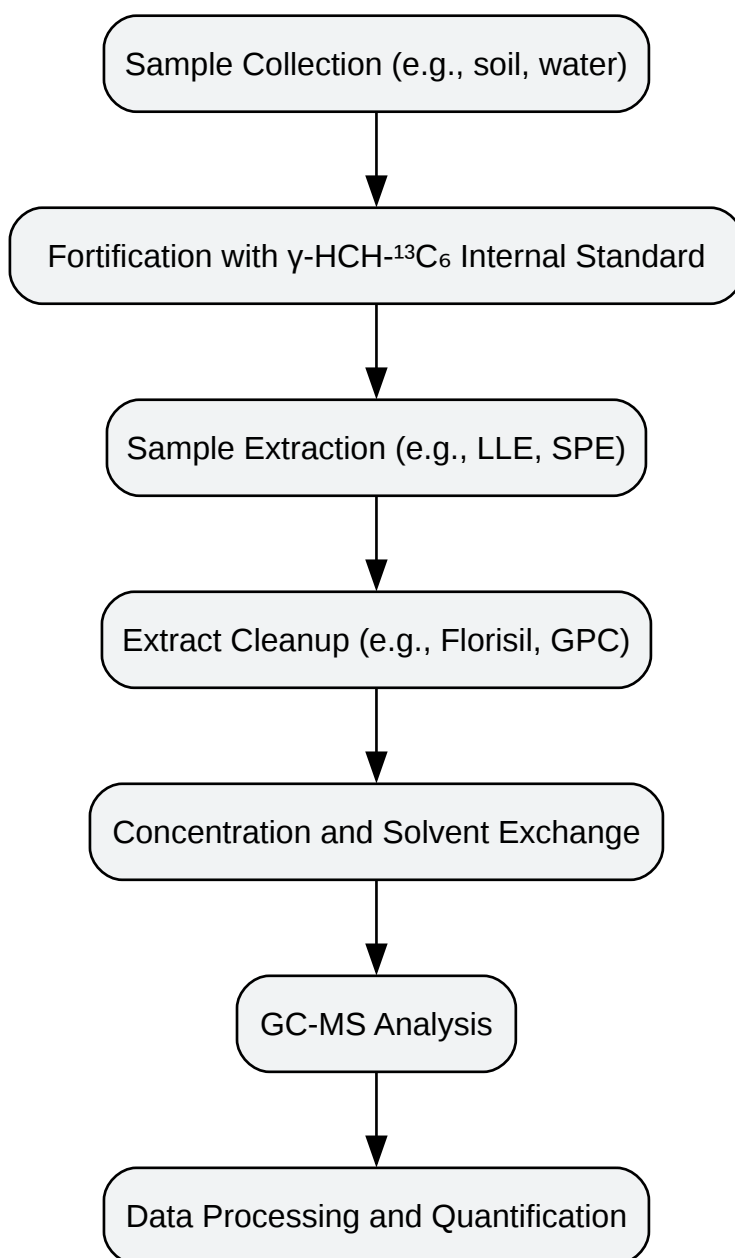 Sample Collection (e.g., soil, water)
Fortification with γ-HCH-¹³C₆ Internal Standard
Sample Extraction (e.g., LLE, SPE)
Extract Cleanup (e.g., Florisil, GPC)
Concentration and Solvent Exchange
GC-MS Analysis
Data Processing and Quantification